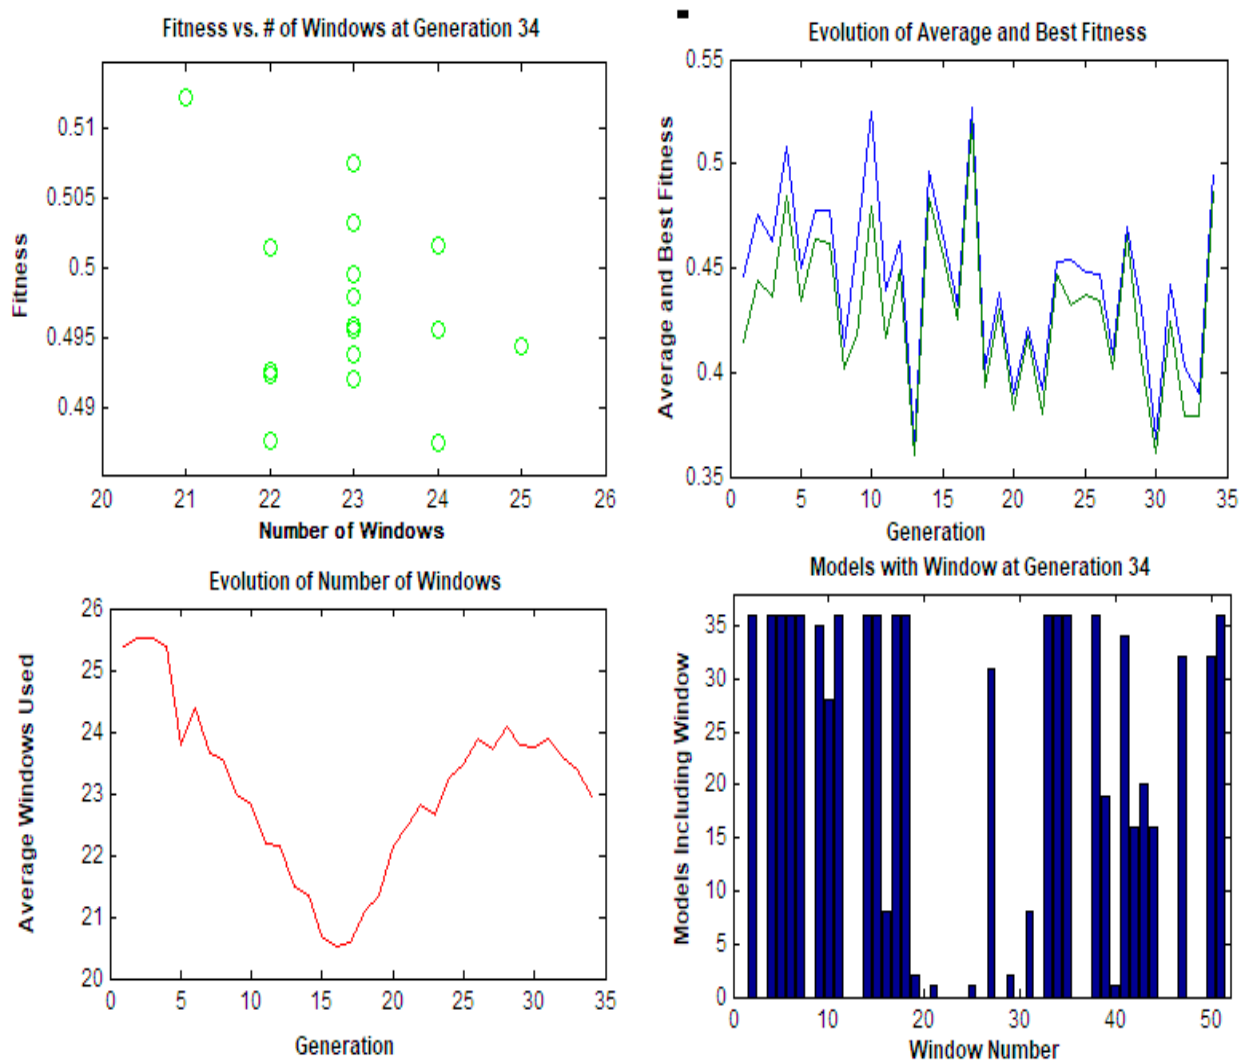 Fitness vs. # of Windows at Generation 34
0.51
0.505
0.5
0.495
0.49
Fitness
20 21 22 23 24 25 26
Number of Windows
Evolution of Average and Best Fitness
0.55
0.5
0.45
0.4
0.35
Average and Best Fitness
0 5 10 15 20 25 30 35
Generation
Evolution of Number of Windows
26
25
24
23
22
21
20
Average Windows Used
0 5 10 15 20 25 30 35
Generation
Models with Window at Generation 34
35
30
25
20
15
10
5
0
Models Including Window
0 10 20 30 40 50
Window Number